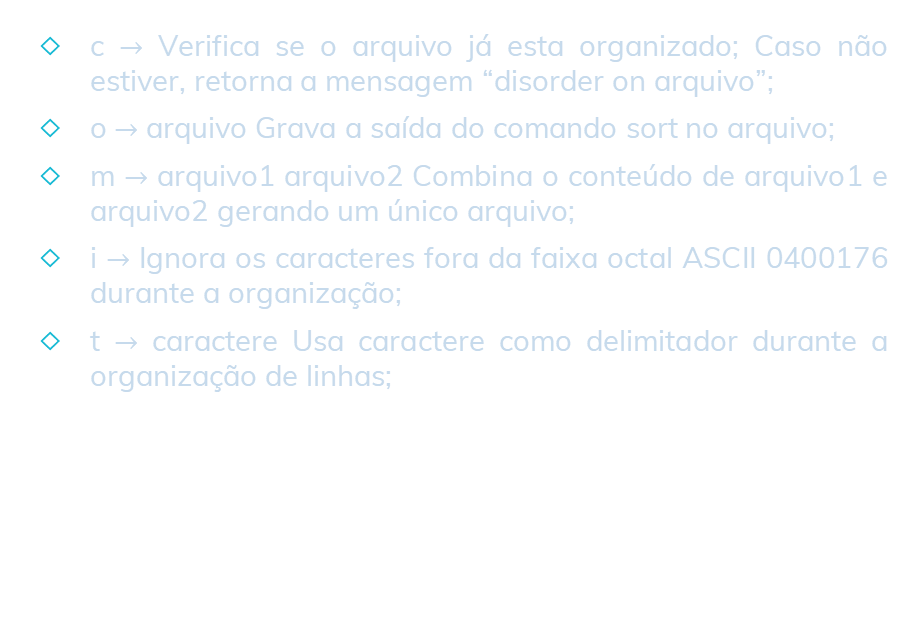 c → Verifica se o arquivo já esta organizado; Caso não
estiver, retorna a mensagem “disorder on arquivo”;
o → arquivo Grava a saída do comando sort no arquivo;
m → arquivo1 arquivo2 Combina o conteúdo de arquivo1 e
arquivo2 gerando um único arquivo;
i → Ignora os caracteres fora da faixa octal ASCII 0400176
durante a organização;
t → caractere Usa caractere como delimitador durante a
organização de linhas;